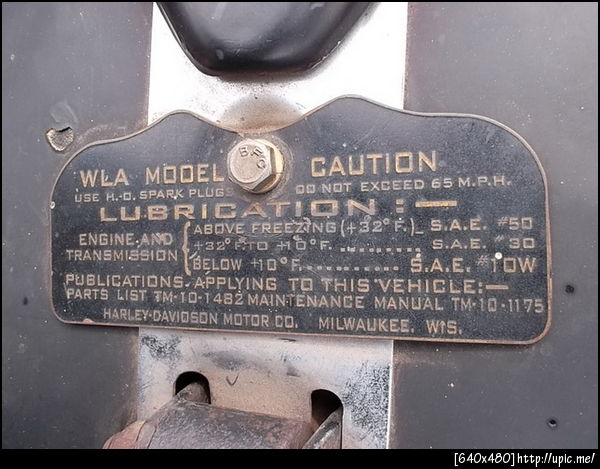 B.F.C
WLA MODEL CAUTION
USE H.-D. SPARK PLUGS DO NOT EXCEED 65 M.P.H.
LUBRICATION:—
ENGINE AND TRANSMISSION
ABOVE FREEZING (+32° F.) S.A.E. #50
+32° F. TO +10° F. .......... S.A.E. #30
BELOW +10° F. .......... S.A.E. #10W
PUBLICATIONS APPLYING TO THIS VEHICLE:—
PARTS LIST TM-10-1482 MAINTENANCE MANUAL TM-10-1175
HARLEY-DAVIDSON MOTOR CO. MILWAUKEE, WIS.
[640x480]http://upic.me/